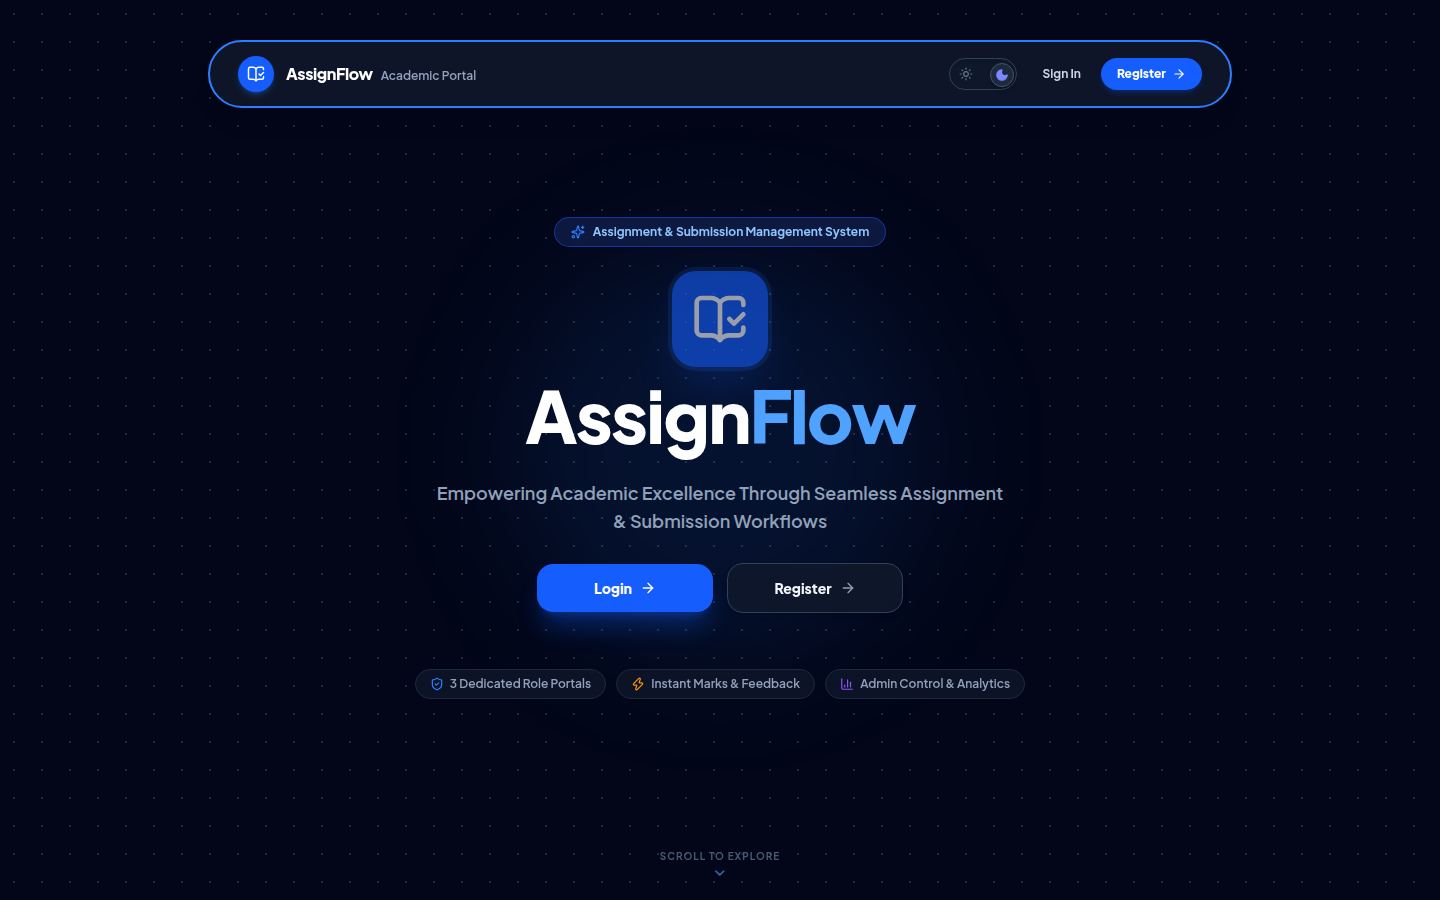 AssignFlow Academic Portal
Sign In
Register
Assignment & Submission Management System
AssignFlow
Empowering Academic Excellence Through Seamless Assignment
& Submission Workflows
Login
Register
3 Dedicated Role Portals
Instant Marks & Feedback
Admin Control & Analytics
SCROLL TO EXPLORE